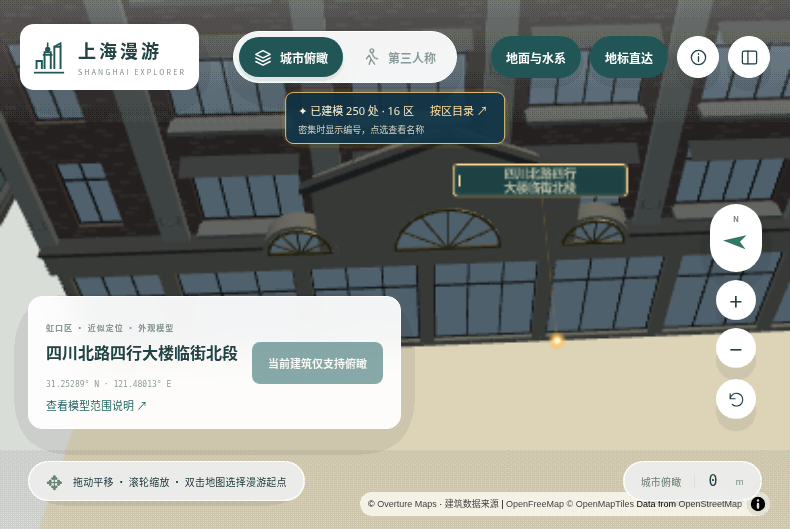 上海漫游
SHANGHAI EXPLORER
城市俯瞰
第三人称
地面与水系
地标直达
✦ 已建模 250 处 · 16 区 按区目录 ↗
密集时显示编号，点选查看名称
四川北路四行
大楼临街北段
N
+
−
虹口区 · 近似定位 · 外观模型
四川北路四行大楼临街北段
当前建筑仅支持俯瞰
31.25289° N · 121.48013° E
查看模型范围说明 ↗
拖动平移 · 滚轮缩放 · 双击地图选择漫游起点
城市俯瞰 0 m
© Overture Maps · 建筑数据来源 | OpenFreeMap © OpenMapTiles Data from OpenStreetMap